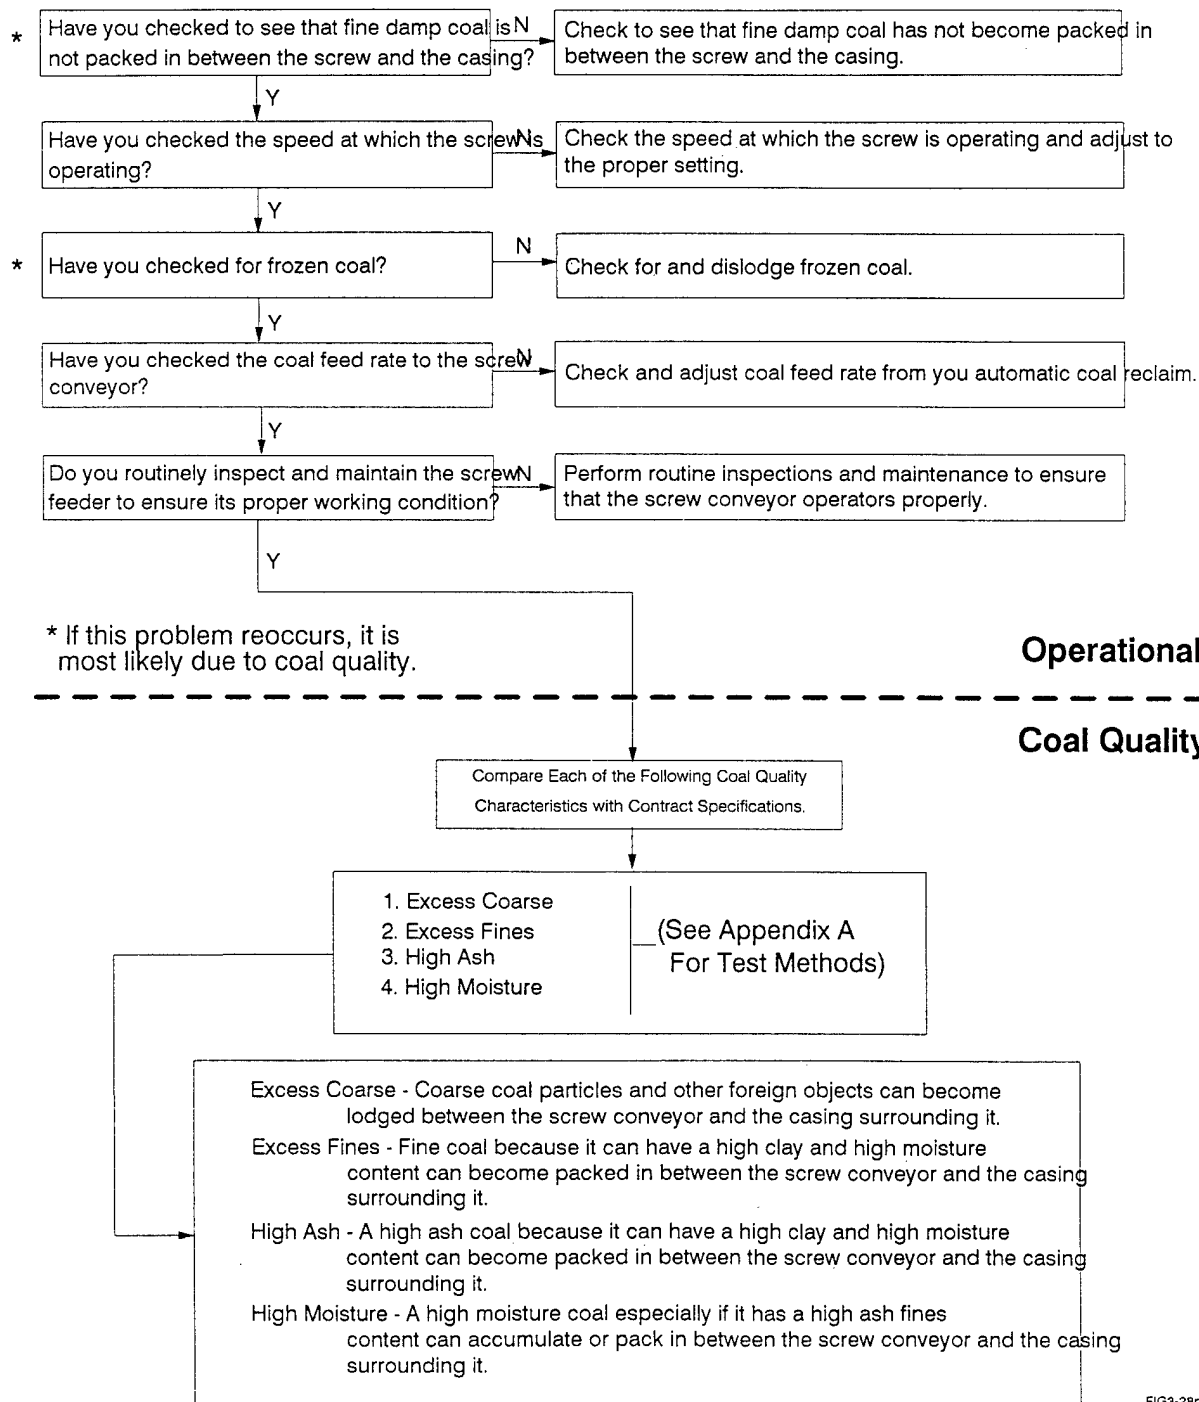 * Have you checked to see that fine damp coal is N Check to see that fine damp coal has not become packed in
not packed in between the screw and the casing? between the screw and the casing.
Y
Have you checked the speed at which the screw is N Check the speed at which the screw is operating and adjust to
operating? the proper setting.
Y
* Have you checked for frozen coal? N Check for and dislodge frozen coal.
Y
Have you checked the coal feed rate to the screw N Check and adjust coal feed rate from you automatic coal reclaim.
conveyor?
Y
Do you routinely inspect and maintain the screw N Perform routine inspections and maintenance to ensure
feeder to ensure its proper working condition? that the screw conveyor operators properly.
Y
* If this problem reoccurs, it is
most likely due to coal quality.
Operational
Coal Quality
Compare Each of the Following Coal Quality
Characteristics with Contract Specifications.
1. Excess Coarse
2. Excess Fines
3. High Ash
4. High Moisture
(See Appendix A
For Test Methods)
Excess Coarse - Coarse coal particles and other foreign objects can become
lodged between the screw conveyor and the casing surrounding it.
Excess Fines - Fine coal because it can have a high clay and high moisture
content can become packed in between the screw conveyor and the casing
surrounding it.
High Ash - A high ash coal because it can have a high clay and high moisture
content can become packed in between the screw conveyor and the casing
surrounding it.
High Moisture - A high moisture coal especially if it has a high ash fines
content can accumulate or pack in between the screw conveyor and the casing
surrounding it.